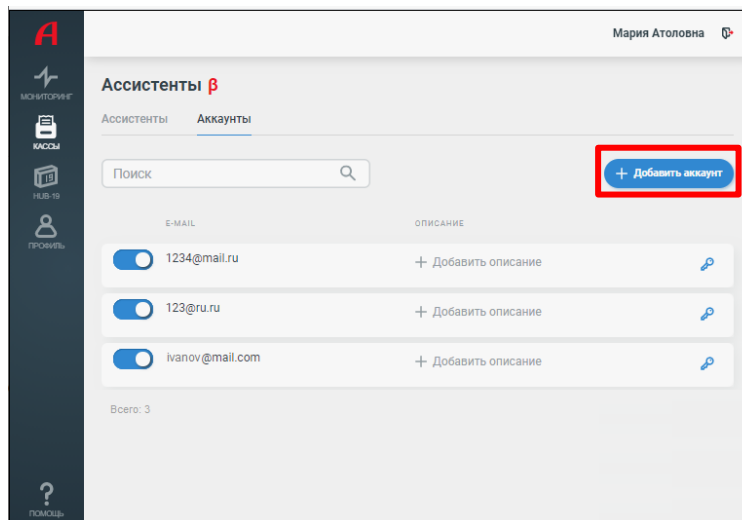 А
Мария Атоловна
МОНИТОРИНГ
КАССЫ
19
HUB-19
ПРОФИЛЬ
ПОМОЩЬ
Ассистенты β
Ассистенты Аккаунты
Поиск
+ Добавить аккаунт
E-MAIL ОПИСАНИЕ
1234@mail.ru + Добавить описание
123@ru.ru + Добавить описание
ivanov@mail.com + Добавить описание
Всего: 3